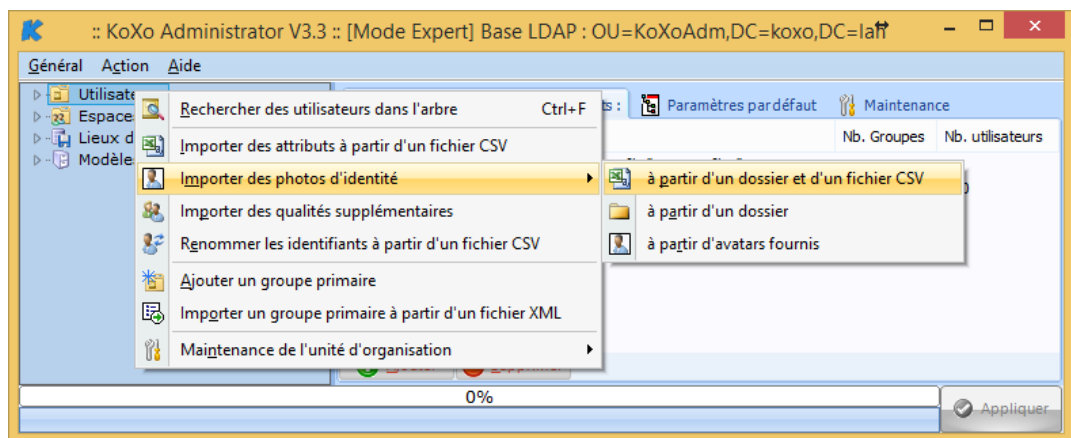 :: KoXo Administrator V3.3 :: [Mode Expert] Base LDAP : OU=KoXoAdm,DC=koxo,DC=lan
Général Action Aide
Utilisate
Espace
Lieux d
Modèle
Paramètres par défaut Maintenance
Nb. Groupes Nb. utilisateurs
Rechercher des utilisateurs dans l'arbre Ctrl+F
Importer des attributs à partir d'un fichier CSV
Importer des photos d'identité
Importer des qualités supplémentaires
Renommer les identifiants à partir d'un fichier CSV
Ajouter un groupe primaire
Importer un groupe primaire à partir d'un fichier XML
Maintenance de l'unité d'organisation
à partir d'un dossier et d'un fichier CSV
à partir d'un dossier
à partir d'avatars fournis
0%
Appliquer